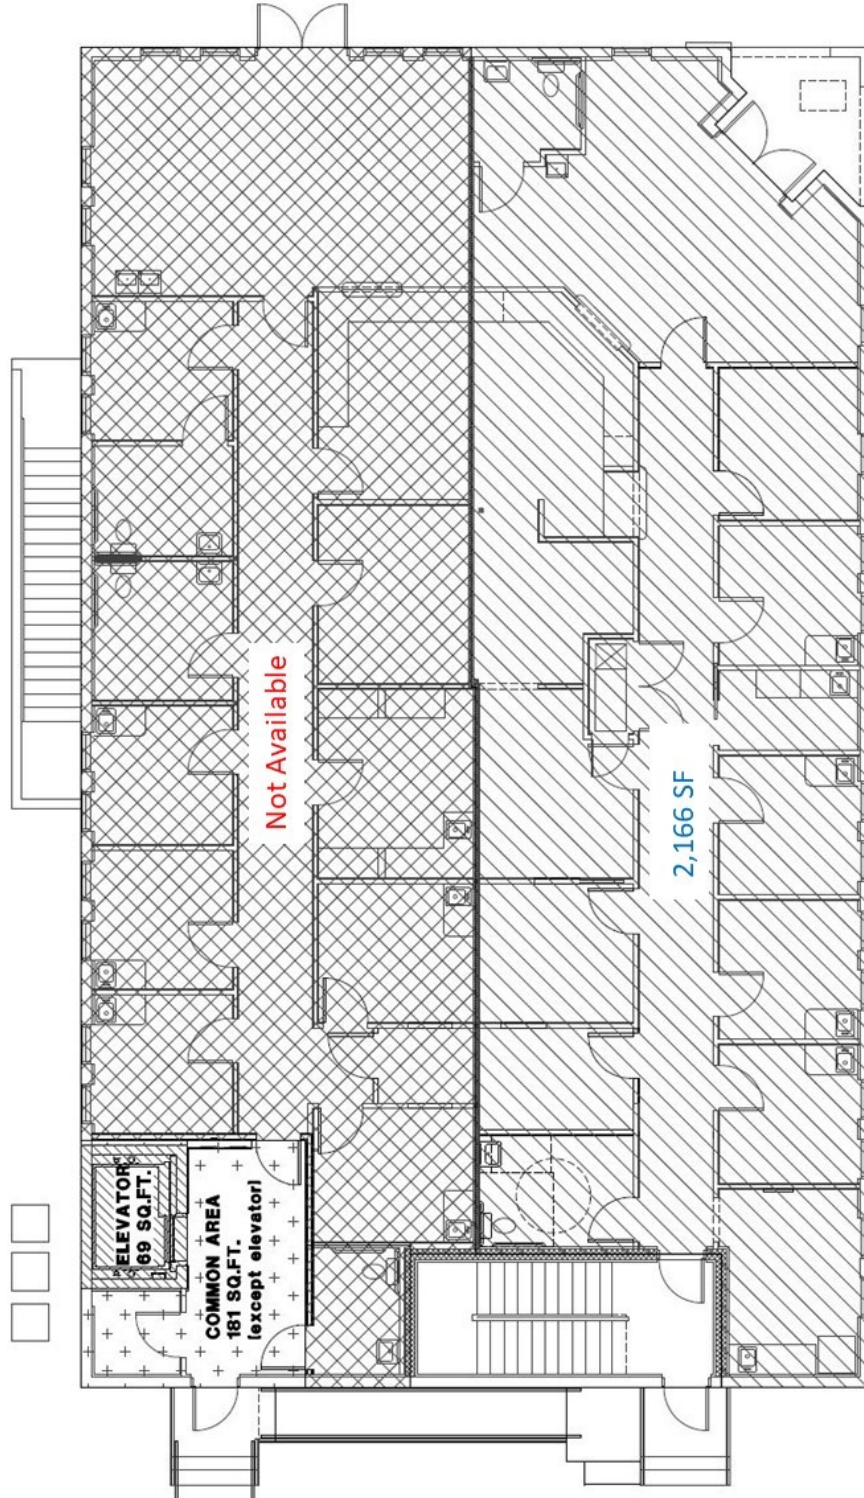 Not Available
2,166 SF
ELEVATOR
69 SQ.FT.
COMMON AREA
181 SQ.FT.
(except elevator)